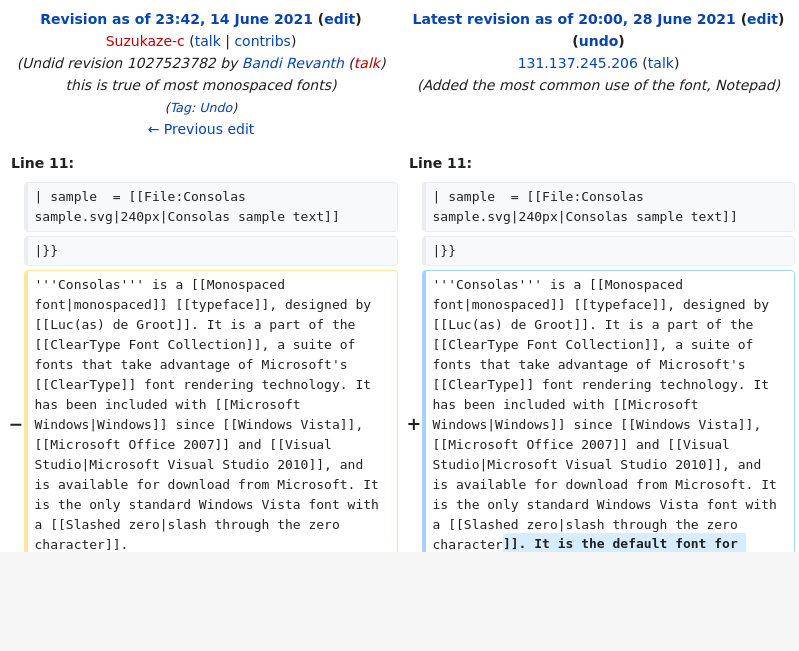 Revision as of 23:42, 14 June 2021 (edit)
Suzukaze-c (talk | contribs)
(Undid revision 1027523782 by Bandi Revanth (talk)
this is true of most monospaced fonts)
(Tag: Undo)
← Previous edit
Latest revision as of 20:00, 28 June 2021 (edit)
(undo)
131.137.245.206 (talk)
(Added the most common use of the font, Notepad)
Line 11:
| sample  = [[File:Consolas
sample.svg|240px|Consolas sample text]]
|}}
−
'''Consolas''' is a [[Monospaced
font|monospaced]] [[typeface]], designed by
[[Luc(as) de Groot]]. It is a part of the
[[ClearType Font Collection]], a suite of
fonts that take advantage of Microsoft's
[[ClearType]] font rendering technology. It
has been included with [[Microsoft
Windows|Windows]] since [[Windows Vista]],
[[Microsoft Office 2007]] and [[Visual
Studio|Microsoft Visual Studio 2010]], and
is available for download from Microsoft. It
is the only standard Windows Vista font with
a [[Slashed zero|slash through the zero
character]].
Line 11:
| sample  = [[File:Consolas
sample.svg|240px|Consolas sample text]]
|}}
+
'''Consolas''' is a [[Monospaced
font|monospaced]] [[typeface]], designed by
[[Luc(as) de Groot]]. It is a part of the
[[ClearType Font Collection]], a suite of
fonts that take advantage of Microsoft's
[[ClearType]] font rendering technology. It
has been included with [[Microsoft
Windows|Windows]] since [[Windows Vista]],
[[Microsoft Office 2007]] and [[Visual
Studio|Microsoft Visual Studio 2010]], and
is available for download from Microsoft. It
is the only standard Windows Vista font with
a [[Slashed zero|slash through the zero
character]]. It is the default font for